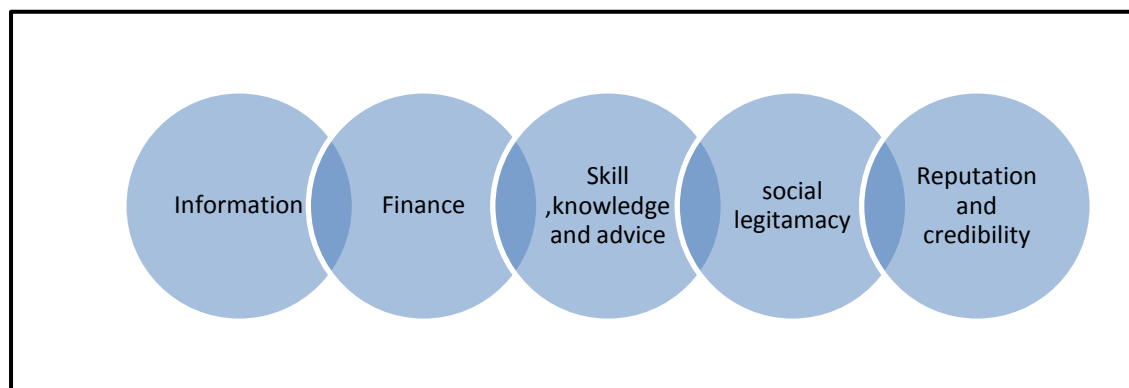 Information
Finance
Skill
,knowledge
and advice
social
legitamacy
Reputation
and
credibility